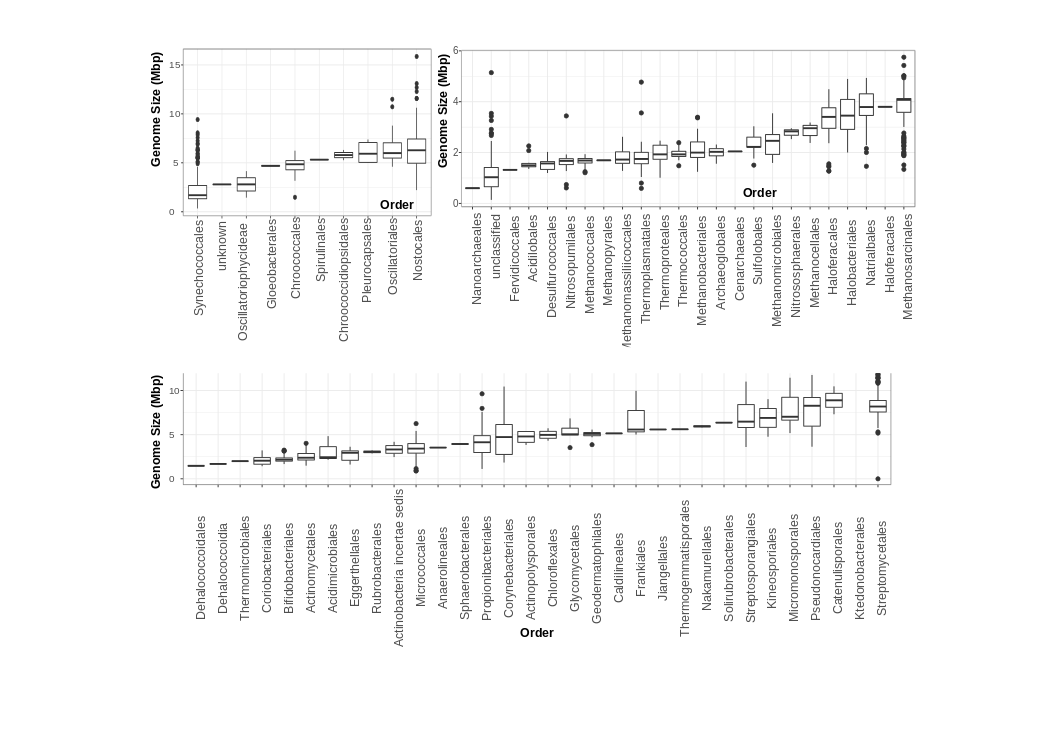 Genome Size (Mbp)
15
10
5
0
Order
Synechococcales
unknown
Oscillatoriophycideae
Gloeobacterales
Chroococcales
Spirulinales
Chroococcidiopsidales
Pleurocapsales
Oscillatoriales
Nostocales
Genome Size (Mbp)
6
4
2
0
Order
Nanoarchaeales
unclassified
Fervidicoccales
Acidilobales
Desulfurococcales
Nitrosopumilales
Methanococcales
Methanopyrales
Methanomassiliicoccales
Thermoplasmatales
Thermoproteales
Thermococcales
Methanobacteriales
Archaeoglobales
Cenarchaeales
Sulfolobales
Methanomicrobiales
Nitrososphaerales
Methanocellales
Haloferacales
Halobacteriales
Natrialbales
Haloferacales
Methanosarcinales
Genome Size (Mbp)
10
5
0
Dehalococcoidales
Dehalococcoidia
Thermomicrobiales
Coriobacteriales
Bifidobacteriales
Actinomycetales
Acidimicrobiales
Eggerthellales
Rubrobacterales
Actinobacteria incertae sedis
Micrococcales
Anaerolineales
Sphaerobacterales
Propionibacteriales
Corynebacteriales
Actinopolysporales
Chloroflexales
Glycomycetales
Geodermatophilales
Caldilineales
Frankiales
Jiangellales
Thermogemmatisporales
Nakamurellales
Solirubrobacterales
Streptosporangiales
Kineosporiales
Micromonosporales
Pseudonocardiales
Catenulisporales
Ktedonobacterales
Streptomycetales
Order